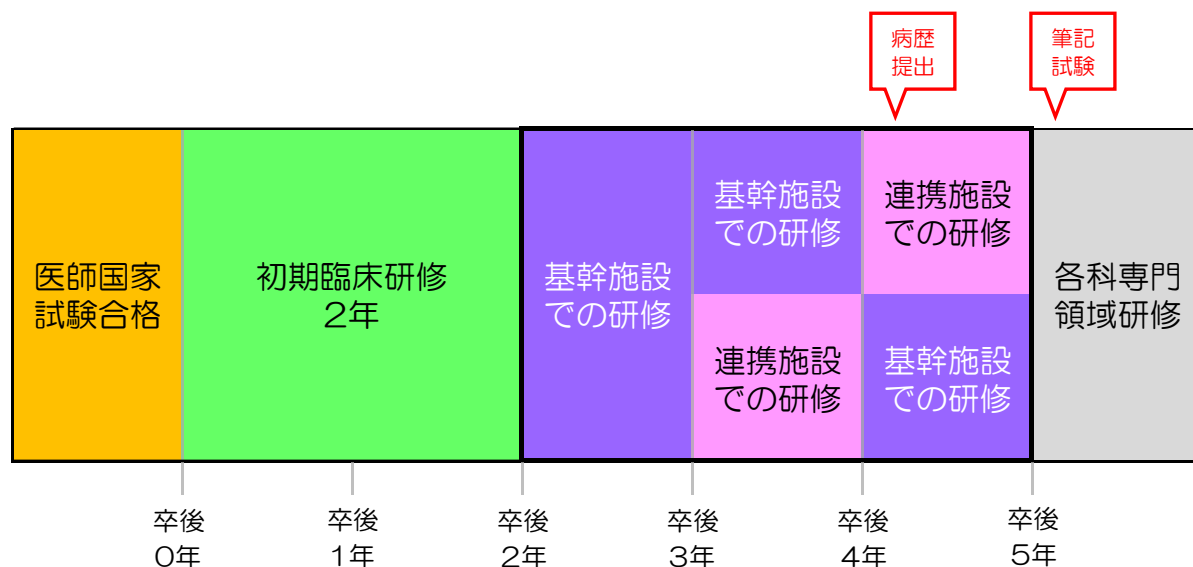 病歴
提出
筆記
試験
医師国家
試験合格
初期臨床研修
2年
基幹施設
での研修
基幹施設
での研修
連携施設
での研修
連携施設
での研修
基幹施設
での研修
各科専門
領域研修
卒後
0年
卒後
1年
卒後
2年
卒後
3年
卒後
4年
卒後
5年